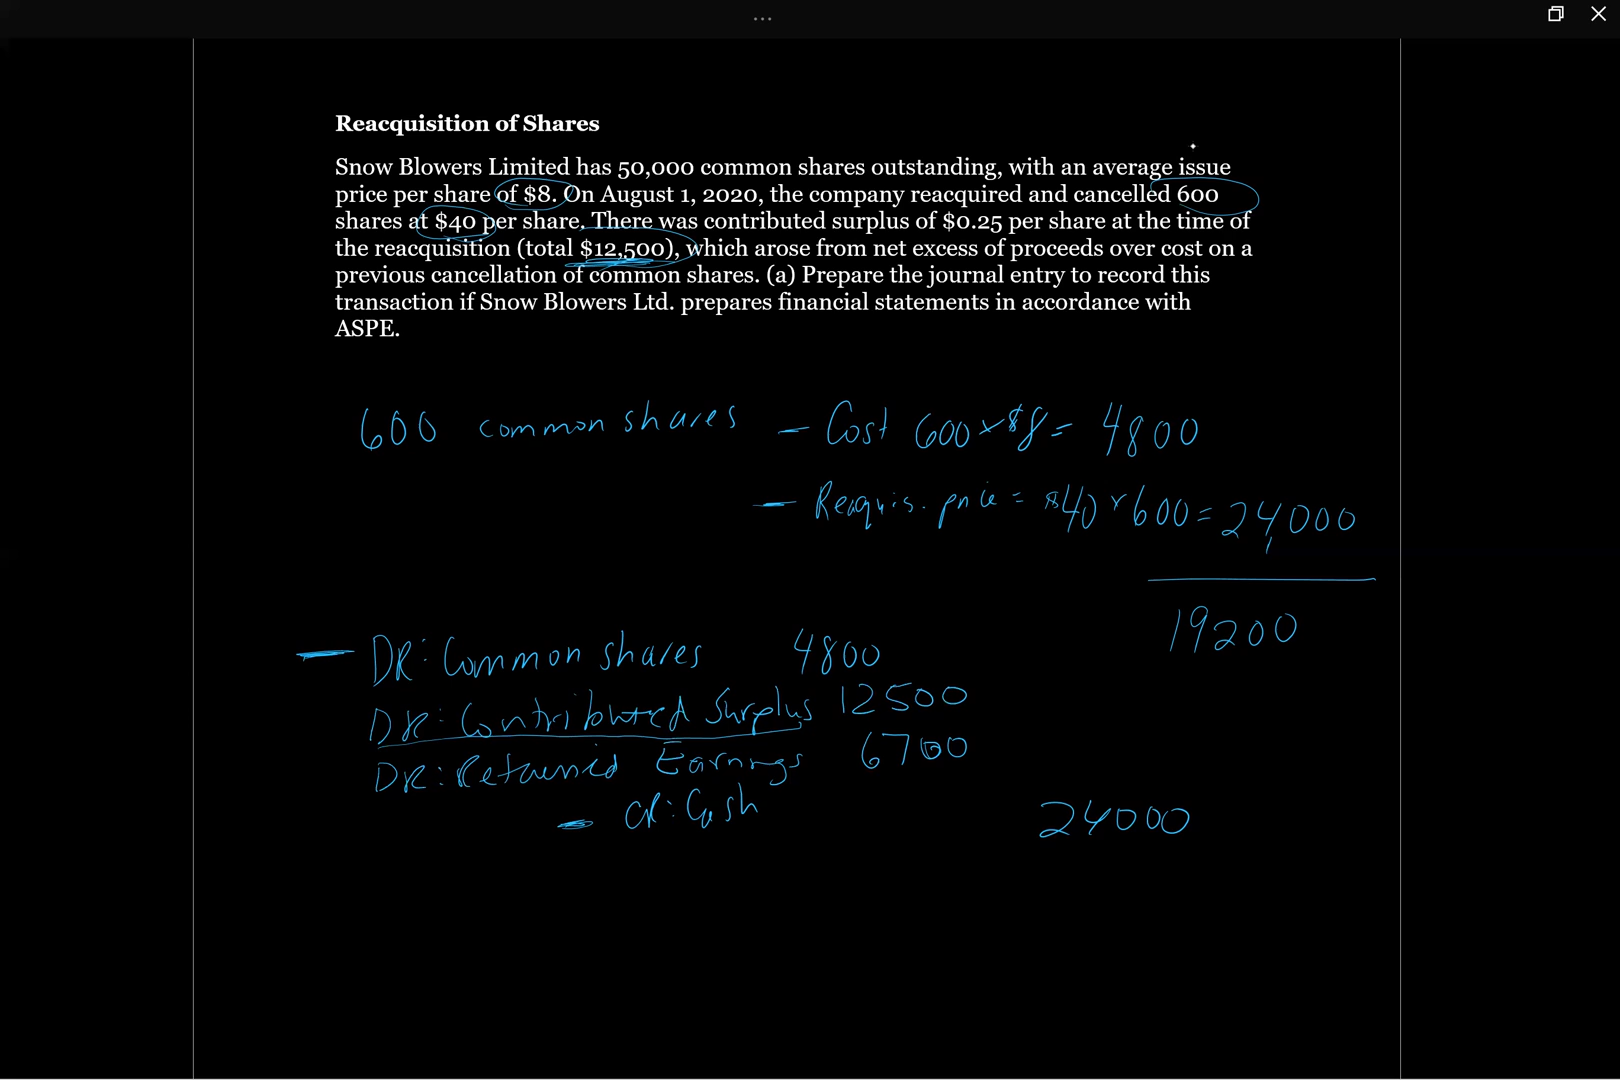 Reacquisition of Shares
Snow Blowers Limited has 50,000 common shares outstanding, with an average issue
price per share of $8. On August 1, 2020, the company reacquired and cancelled 600
shares at $40 per share. There was contributed surplus of $0.25 per share at the time of
the reacquisition (total $12,500), which arose from net excess of proceeds over cost on a
previous cancellation of common shares. (a) Prepare the journal entry to record this
transaction if Snow Blowers Ltd. prepares financial statements in accordance with
ASPE.
600 common shares - Cost 600 x $8 = 4800
- Reaquis. price = $40 x 600 = 24,000
19200
- DR: Common shares 4800
DR: Contributed Surplus 12500
DR: Retained Earnings 6700
- CR: Cash 24000